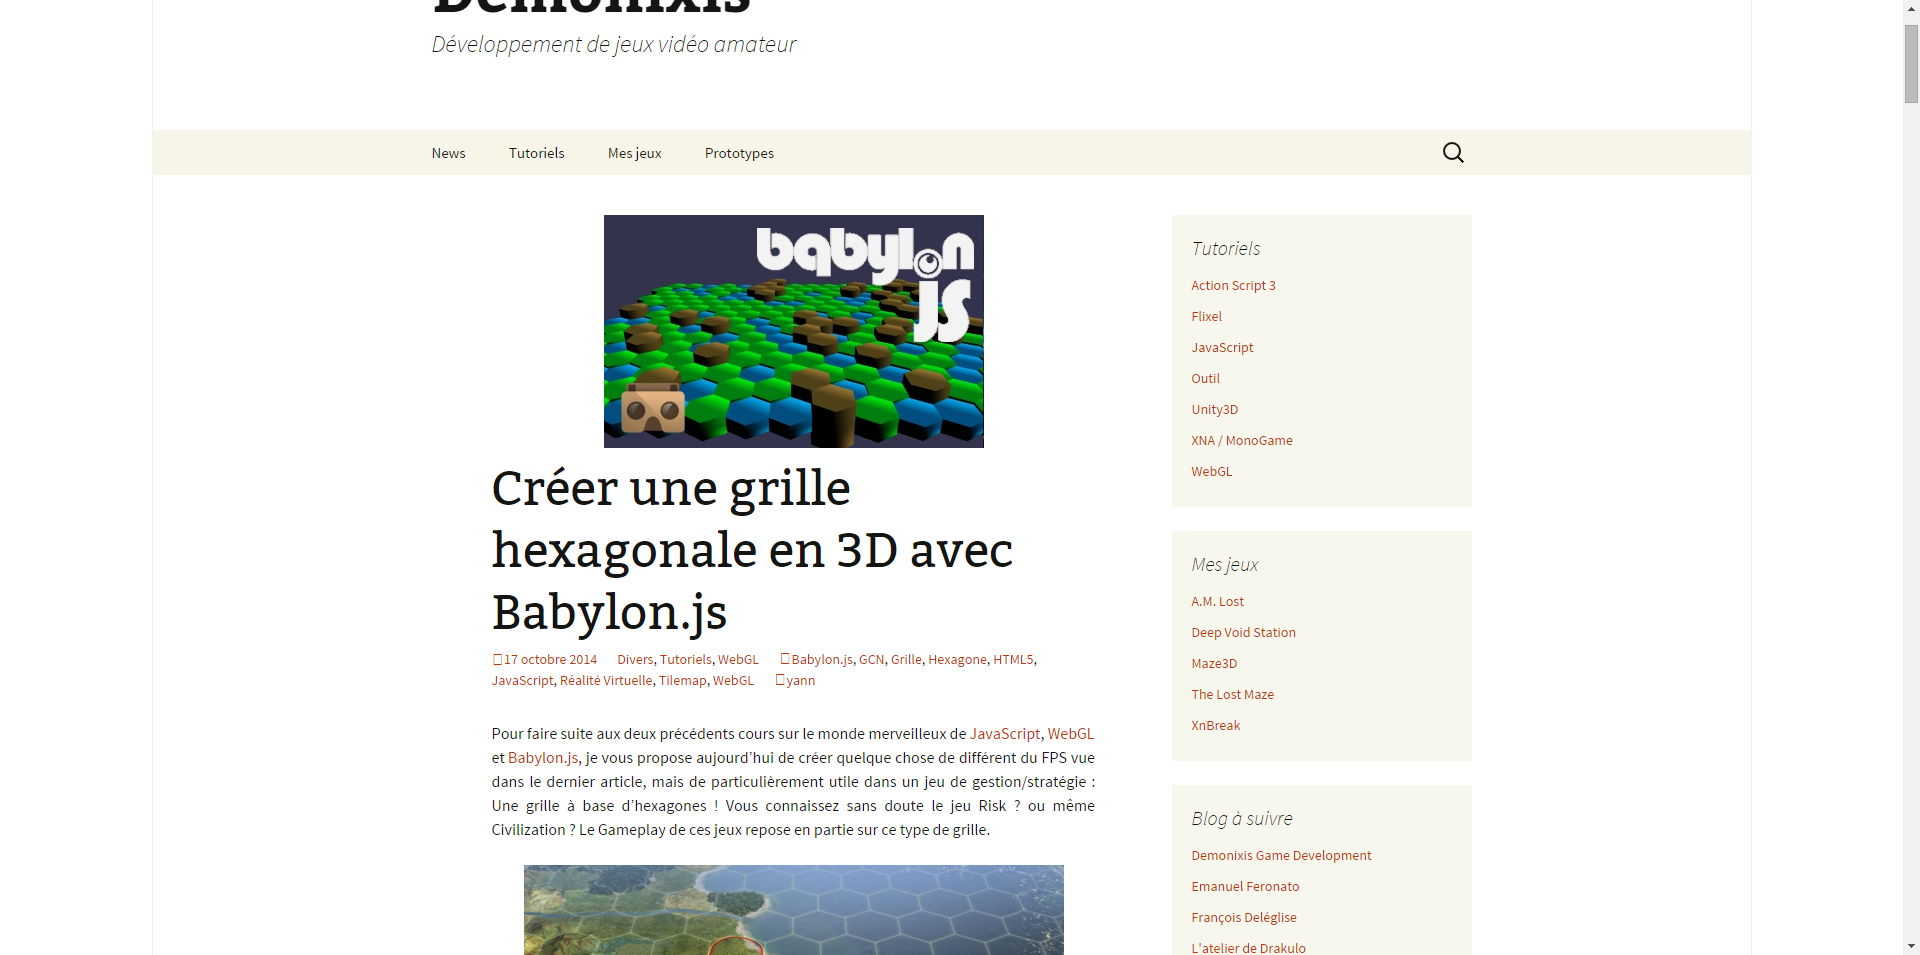 Demonixis
Développement de jeux vidéo amateur
News Tutoriels Mes jeux Prototypes
babylon
JS
Créer une grille
hexagonale en 3D avec
Babylon.js
17 octobre 2014 Divers, Tutoriels, WebGL Babylon.js, GCN, Grille, Hexagone, HTML5,
JavaScript, Réalité Virtuelle, Tilemap, WebGL yann
Pour faire suite aux deux précédents cours sur le monde merveilleux de JavaScript, WebGL
et Babylon.js, je vous propose aujourd’hui de créer quelque chose de différent du FPS vue
dans le dernier article, mais de particulièrement utile dans un jeu de gestion/stratégie :
Une grille à base d’hexagones ! Vous connaissez sans doute le jeu Risk ? ou même
Civilization ? Le Gameplay de ces jeux repose en partie sur ce type de grille.
Tutoriels
Action Script 3
Flixel
JavaScript
Outil
Unity3D
XNA / MonoGame
WebGL
Mes jeux
A.M. Lost
Deep Void Station
Maze3D
The Lost Maze
XnBreak
Blog à suivre
Demonixis Game Development
Emanuel Feronato
François Deléglise
L'atelier de Drakulo